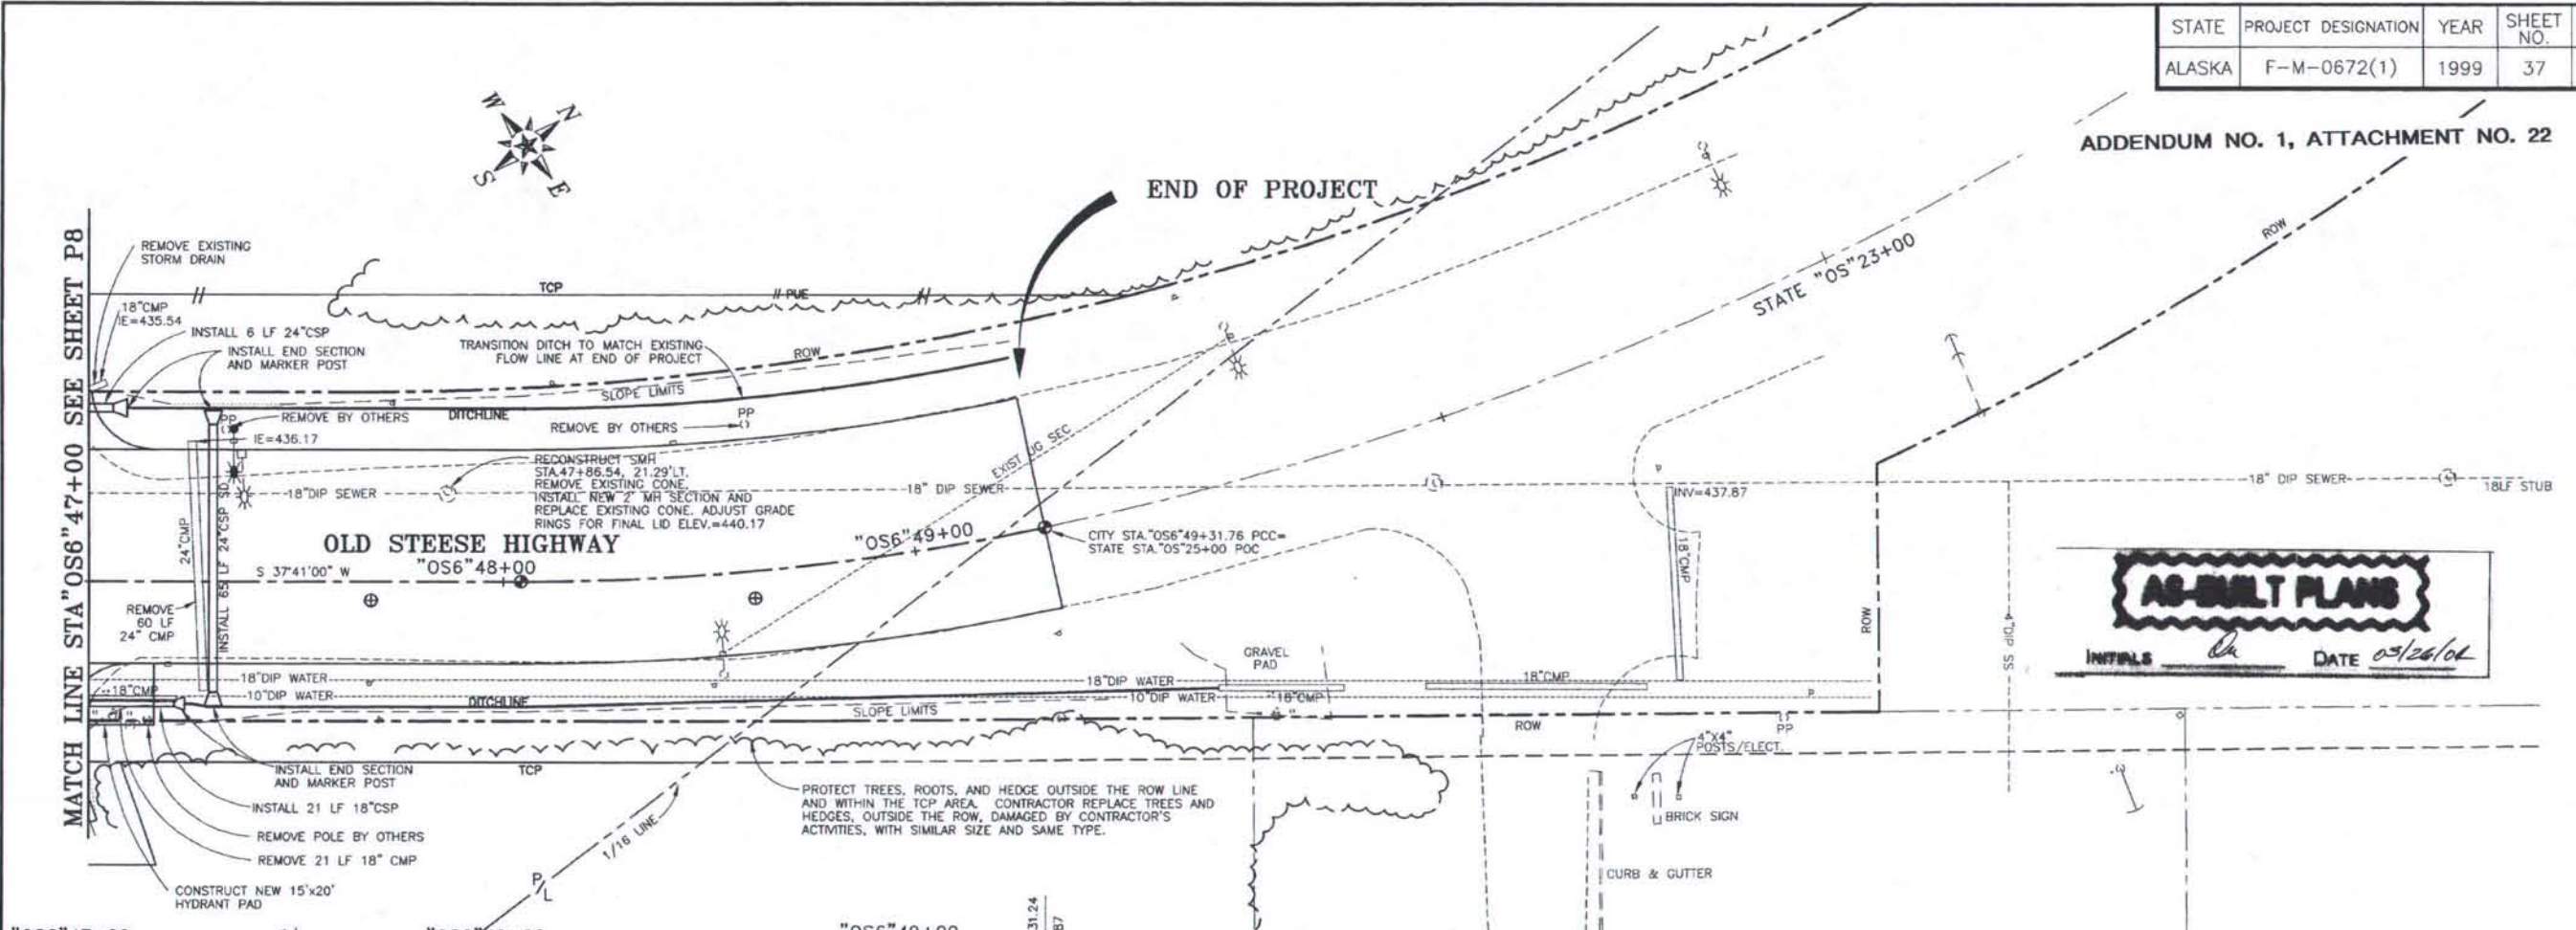 STATE PROJECT DESIGNATION YEAR SHEET NO.
ALASKA F-M-0672(1) 1999 37
ADDENDUM NO. 1, ATTACHMENT NO. 22
W N
S E
END OF PROJECT
MATCH LINE STA"OS6"47+00 SEE SHEET P8
REMOVE EXISTING
STORM DRAIN
18"CMP
IE=435.54
INSTALL 6 LF 24"CSP
INSTALL END SECTION
AND MARKER POST
TCP
PUE
TRANSITION DITCH TO MATCH EXISTING
FLOW LINE AT END OF PROJECT
ROW
SLOPE LIMITS
DITCHLINE
PP
REMOVE BY OTHERS
IE=436.17
PP
REMOVE BY OTHERS
RECONSTRUCT SMH
STA.47+86.54, 21.29'LT.
REMOVE EXISTING CONE.
INSTALL NEW 2' MH SECTION AND
REPLACE EXISTING CONE. ADJUST GRADE
RINGS FOR FINAL LID ELEV.=440.17
18"DIP SEWER
18" DIP SEWER
EXIST UG SEC
STATE "OS"23+00
ROW
24"CMP
INSTALL 65 LF 24"CSP SD
OLD STEESE HIGHWAY
S 37°41'00" W
"OS6"48+00
"OS6"49+00
CITY STA."OS6"49+31.76 PCC=
STATE STA."OS"25+00 POC
REMOVE
60 LF
24" CMP
INV=437.87
18"CMP
18" DIP SEWER
18LF STUB
ROW
4"DIP SS
AS-BUILT PLANS
INITIALS
DATE 03/26/02
GRAVEL
PAD
18"CMP
18"DIP WATER
10"DIP WATER
DITCHLINE
18"DIP WATER
10"DIP WATER
18"CMP
18"CMP
P
SLOPE LIMITS
ROW
PP
4"X4"
POSTS/ELECT.
BRICK SIGN
CURB & GUTTER
INSTALL END SECTION
AND MARKER POST
TCP
INSTALL 21 LF 18"CSP
REMOVE POLE BY OTHERS
REMOVE 21 LF 18" CMP
CONSTRUCT NEW 15'x20'
HYDRANT PAD
PROTECT TREES, ROOTS, AND HEDGE OUTSIDE THE ROW LINE
AND WITHIN THE TCP AREA. CONTRACTOR REPLACE TREES AND
HEDGES, OUTSIDE THE ROW, DAMAGED BY CONTRACTOR'S
ACTIVITIES, WITH SIMILAR SIZE AND SAME TYPE.
1/16 LINE
P/L
31.24
87
"OS6"49+00